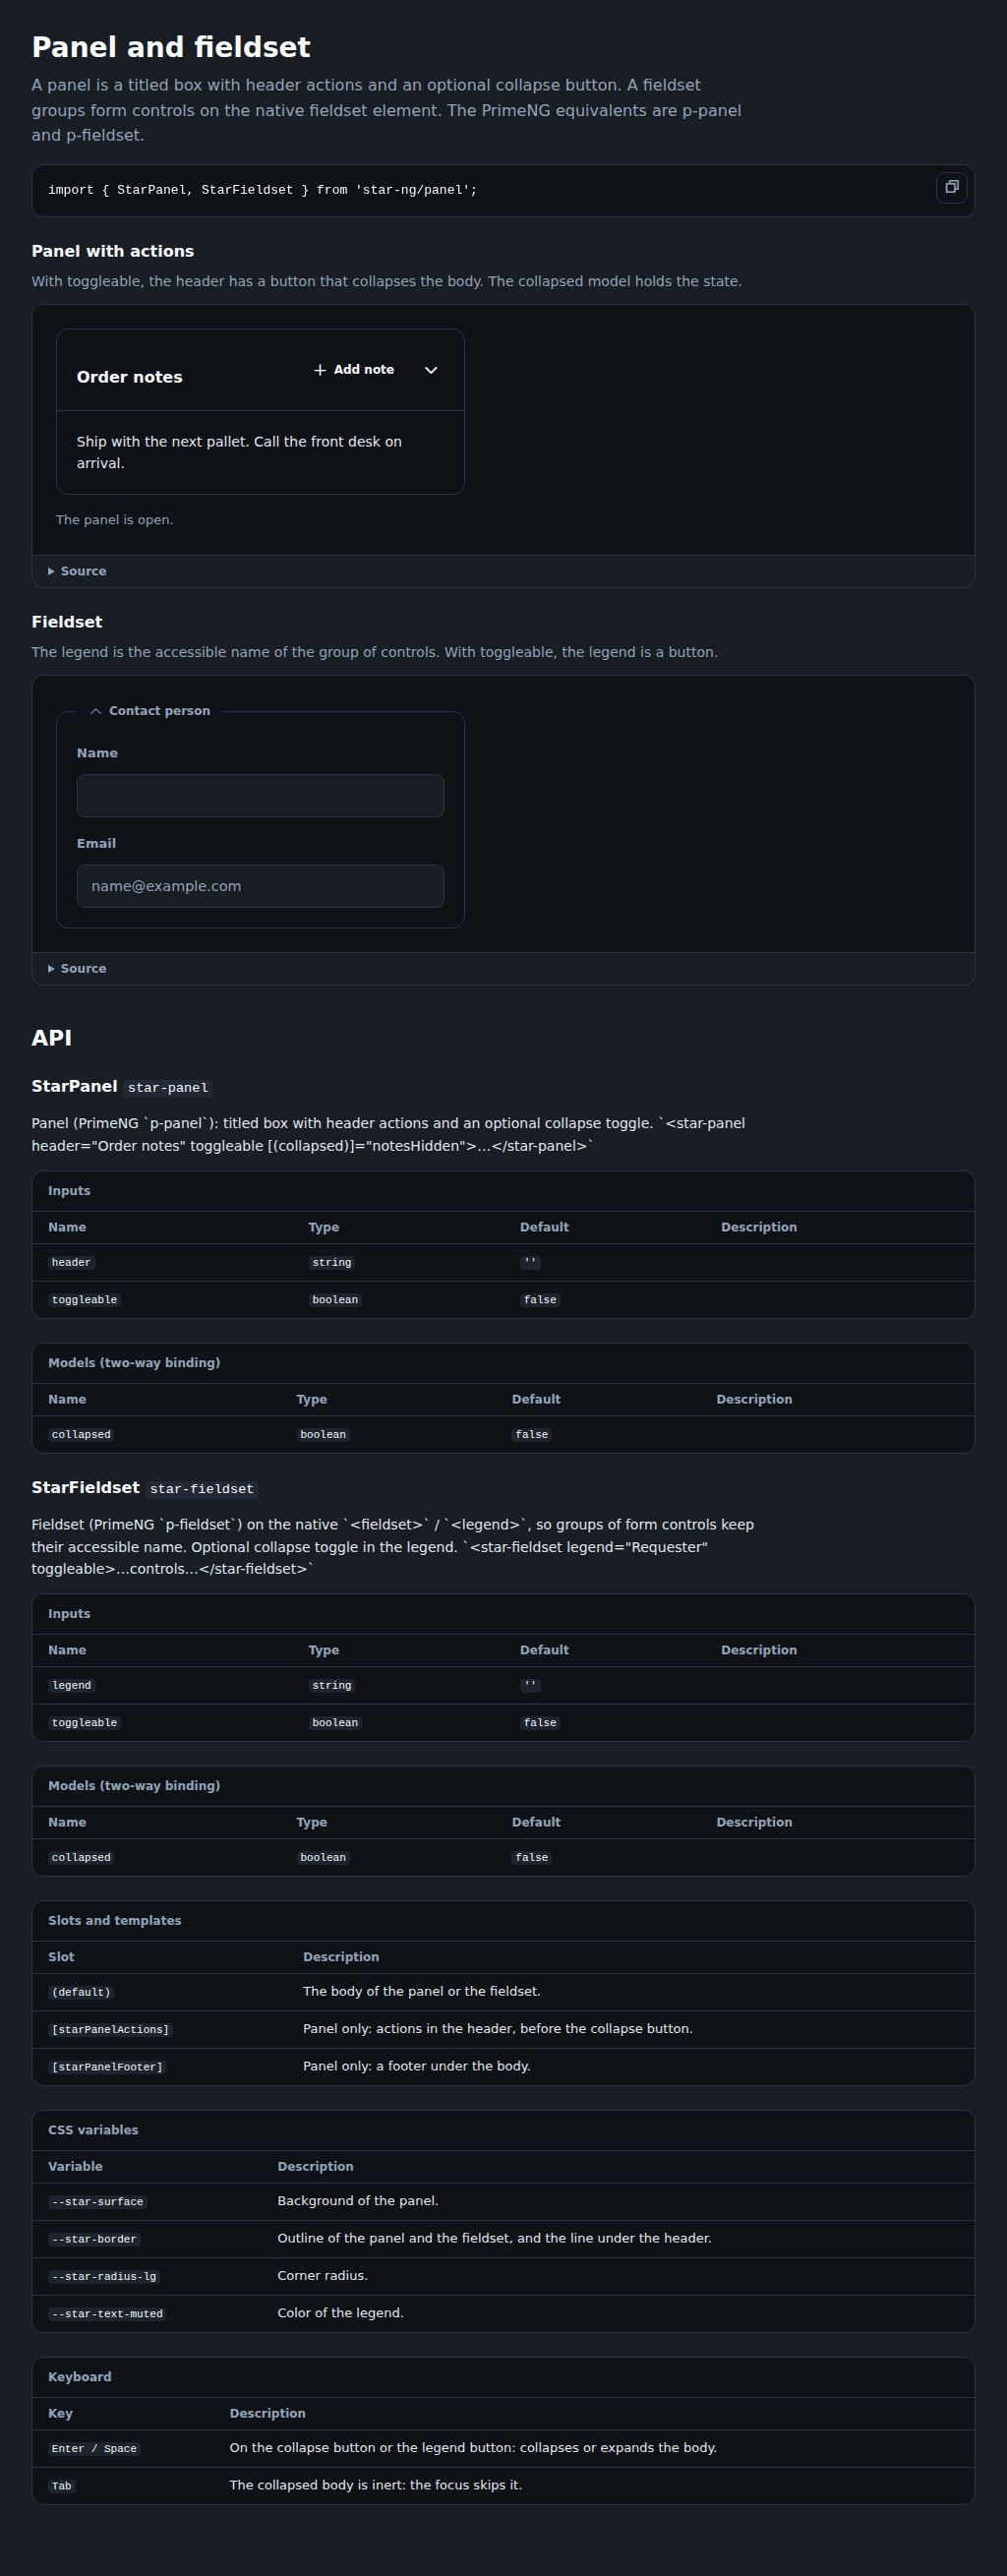 Panel and fieldset
A panel is a titled box with header actions and an optional collapse button. A fieldset
groups form controls on the native fieldset element. The PrimeNG equivalents are p-panel
and p-fieldset.
import { StarPanel, StarFieldset } from 'star-ng/panel';
Panel with actions
With toggleable, the header has a button that collapses the body. The collapsed model holds the state.
Order notes
Add note
Ship with the next pallet. Call the front desk on
arrival.
The panel is open.
Source
Fieldset
The legend is the accessible name of the group of controls. With toggleable, the legend is a button.
Contact person
Name
Email
name@example.com
Source
API
StarPanel star-panel
Panel (PrimeNG `p-panel`): titled box with header actions and an optional collapse toggle. `<star-panel
header="Order notes" toggleable [(collapsed)]="notesHidden">…</star-panel>`
Inputs
Name Type Default Description
header string ''
toggleable boolean false
Models (two-way binding)
Name Type Default Description
collapsed boolean false
StarFieldset star-fieldset
Fieldset (PrimeNG `p-fieldset`) on the native `<fieldset>` / `<legend>`, so groups of form controls keep
their accessible name. Optional collapse toggle in the legend. `<star-fieldset legend="Requester"
toggleable>…controls…</star-fieldset>`
Inputs
Name Type Default Description
legend string ''
toggleable boolean false
Models (two-way binding)
Name Type Default Description
collapsed boolean false
Slots and templates
Slot Description
(default) The body of the panel or the fieldset.
[starPanelActions] Panel only: actions in the header, before the collapse button.
[starPanelFooter] Panel only: a footer under the body.
CSS variables
Variable Description
--star-surface Background of the panel.
--star-border Outline of the panel and the fieldset, and the line under the header.
--star-radius-lg Corner radius.
--star-text-muted Color of the legend.
Keyboard
Key Description
Enter / Space On the collapse button or the legend button: collapses or expands the body.
Tab The collapsed body is inert: the focus skips it.